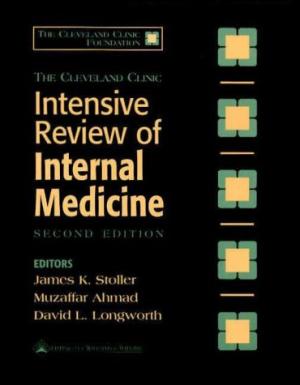 THE CLEVELAND CLINIC
FOUNDATION
THE CLEVELAND CLINIC
Intensive
Review of
Internal
Medicine
SECOND EDITION
EDITORS
James K. Stoller
Muzaffar Ahmad
David L. Longworth